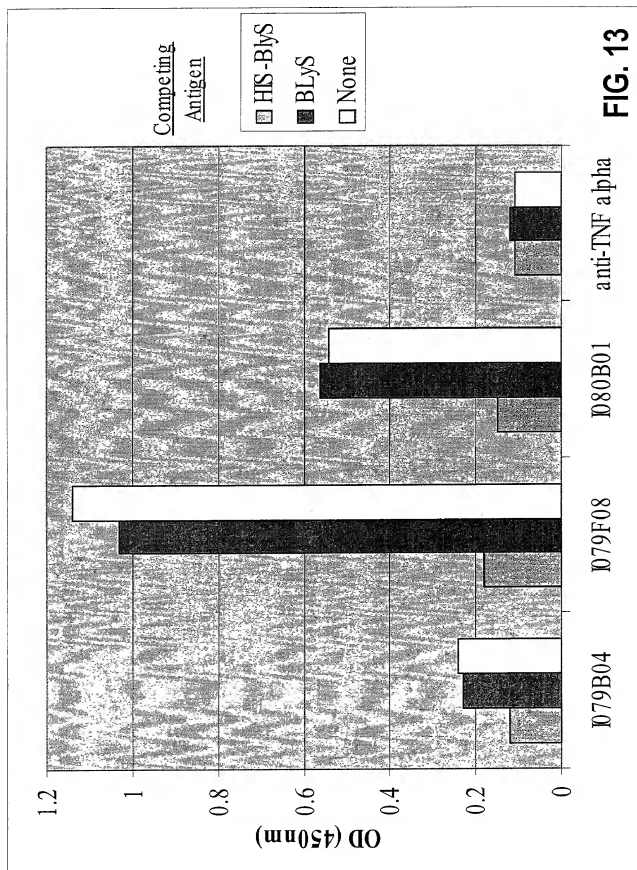 Competing
Antigen
HIS-BlyS
BLyS
None
OD (450nm)
1.2
1
0.8
0.6
0.4
0.2
0
I079B04
I079F08
I080B01
anti-TNF alpha
FIG. 13